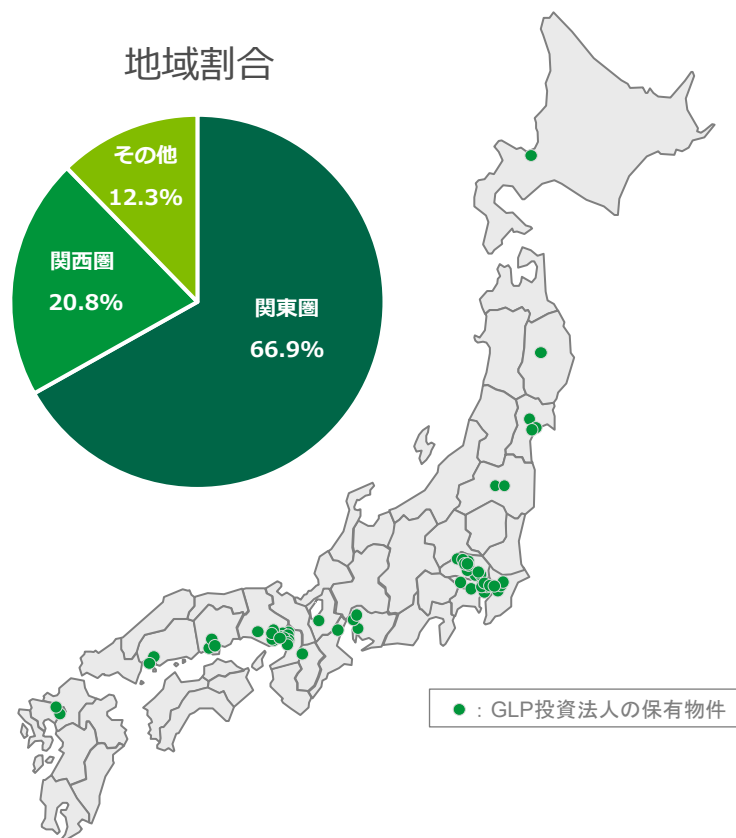 地域割合
その他
12.3%
関西圏
20.8%
関東圏
66.9%
：GLP投資法人の保有物件